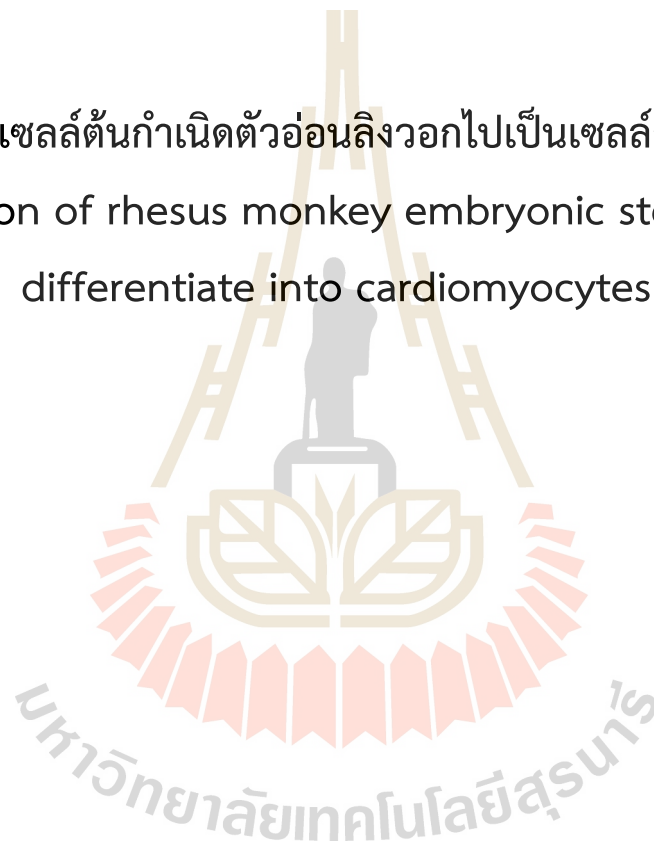 เซลล์ต้นกำเนิดตัวอ่อนลิงวอกไปเป็นเซลล์
on of rhesus monkey embryonic ste
differentiate into cardiomyocytes
มหาวิทยาลัยเทคโนโลยีสุรนารี